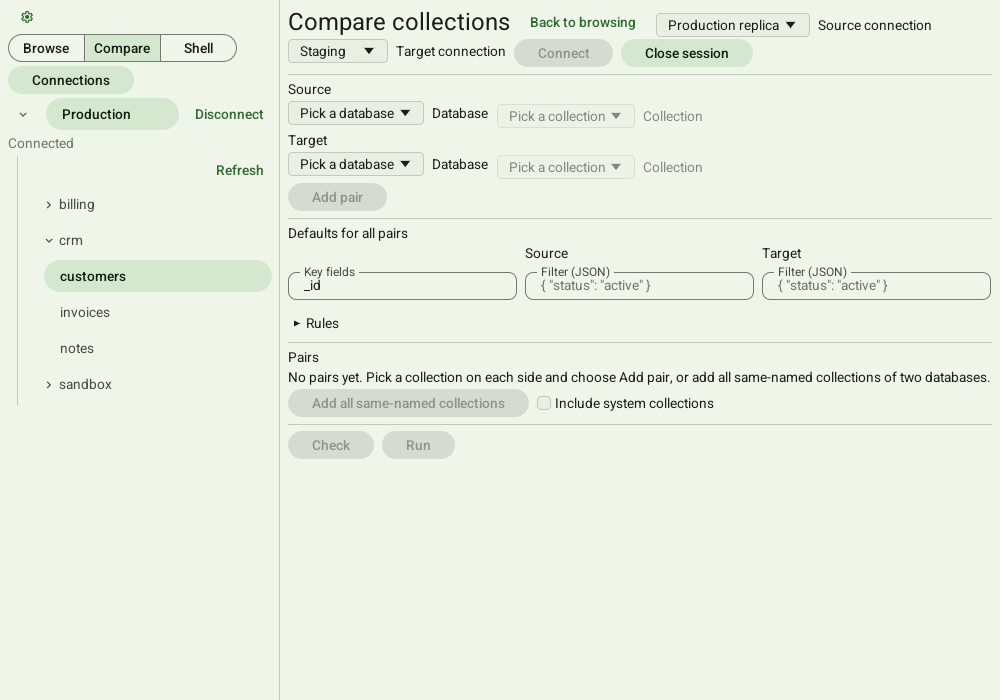 Browse Compare Shell
Connections
Production Disconnect
Connected
Refresh
billing
crm
customers
invoices
notes
sandbox
Compare collections Back to browsing Production replica Source connection
Staging Target connection Connect Close session
Source
Pick a database Database Pick a collection Collection
Target
Pick a database Database Pick a collection Collection
Add pair
Defaults for all pairs
Source Target
Key fields Filter (JSON) Filter (JSON)
_id { "status": "active" } { "status": "active" }
Rules
Pairs
No pairs yet. Pick a collection on each side and choose Add pair, or add all same-named collections of two databases.
Add all same-named collections Include system collections
Check Run